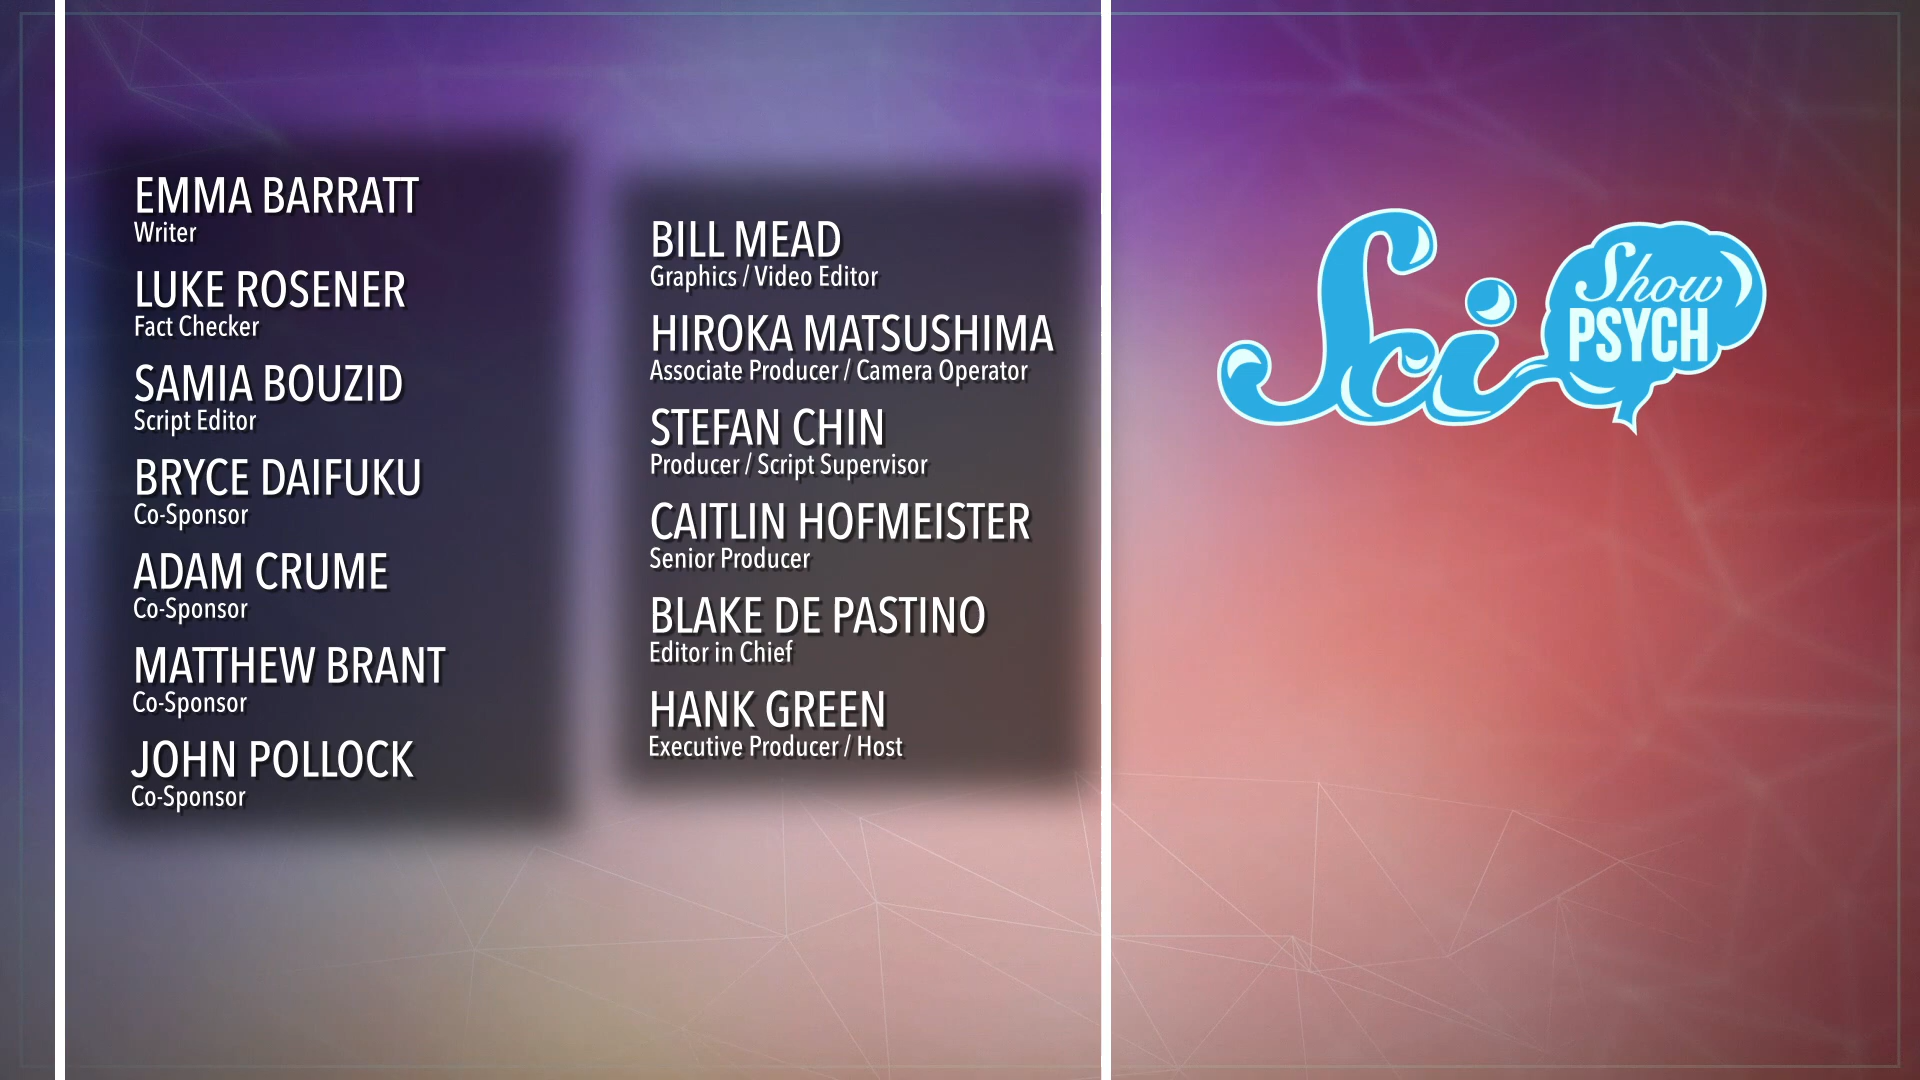 EMMA BARRATT
Writer
LUKE ROSENER
Fact Checker
SAMIA BOUZID
Script Editor
BRYCE DAIFUKU
Co-Sponsor
ADAM CRUME
Co-Sponsor
MATTHEW BRANT
Co-Sponsor
JOHN POLLOCK
Co-Sponsor
BILL MEAD
Graphics / Video Editor
HIROKA MATSUSHIMA
Associate Producer / Camera Operator
STEFAN CHIN
Producer / Script Supervisor
CAITLIN HOFMEISTER
Senior Producer
BLAKE DE PASTINO
Editor in Chief
HANK GREEN
Executive Producer / Host
Sci Show
PSYCH